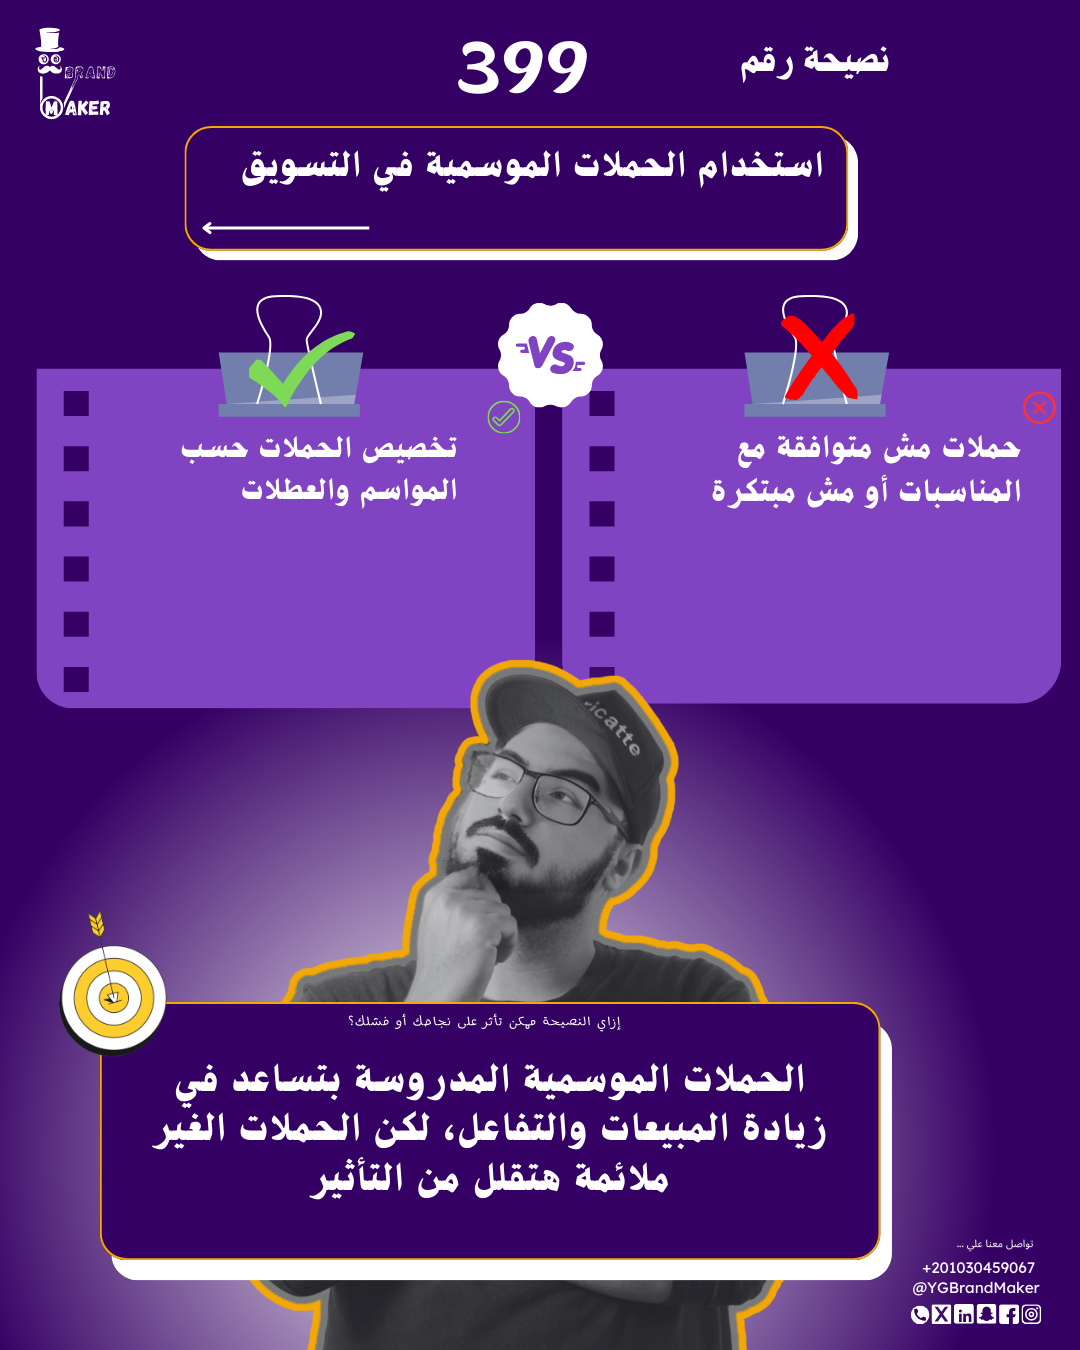 BRAND
MAKER
نصيحة رقم 399
استخدام الحملات الموسمية في التسويق
VS
حملات مش متوافقة مع
المناسبات أو مش مبتكرة
تخصيص الحملات حسب
المواسم والعطلات
icatte
إزاي النصيحة ممكن تأثر على نجاحك أو فشلك؟
الحملات الموسمية المدروسة بتساعد في
زيادة المبيعات والتفاعل، لكن الحملات الغير
ملائمة هتقلل من التأثير
تواصل معنا علي ...
+201030459067
@YGBrandMaker